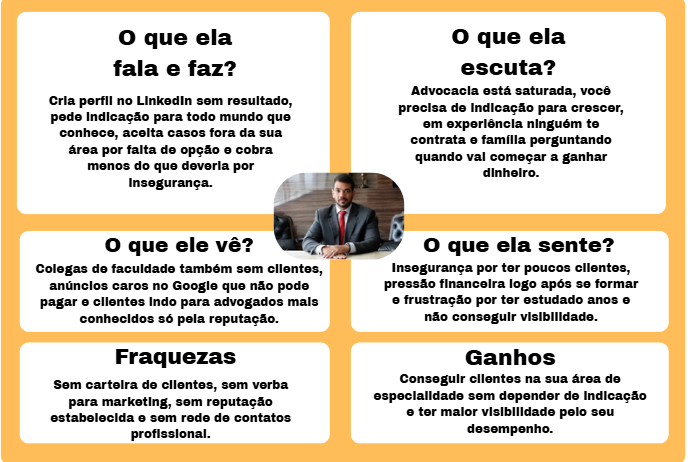 O que ela
fala e faz?
Cria perfil no LinkedIn sem resultado,
pede indicação para todo mundo que
conhece, aceita casos fora da sua
área por falta de opção e cobra
menos do que deveria por
insegurança.
O que ela
escuta?
Advocacia está saturada, você
precisa de indicação para crescer,
em experiência ninguém te
contrata e família perguntando
quando vai começar a ganhar
dinheiro.
O que ele vê?
Colegas de faculdade também sem clientes,
anúncios caros no Google que não pode
pagar e clientes indo para advogados mais
conhecidos só pela reputação.
O que ela sente?
Insegurança por ter poucos clientes,
pressão financeira logo após se formar
e frustração por ter estudado anos e
não conseguir visibilidade.
Fraquezas
Sem carteira de clientes, sem verba
para marketing, sem reputação
estabelecida e sem rede de contatos
profissional.
Ganhos
Conseguir clientes na sua área de
especialidade sem depender de indicação
e ter maior visibilidade pelo seu
desempenho.